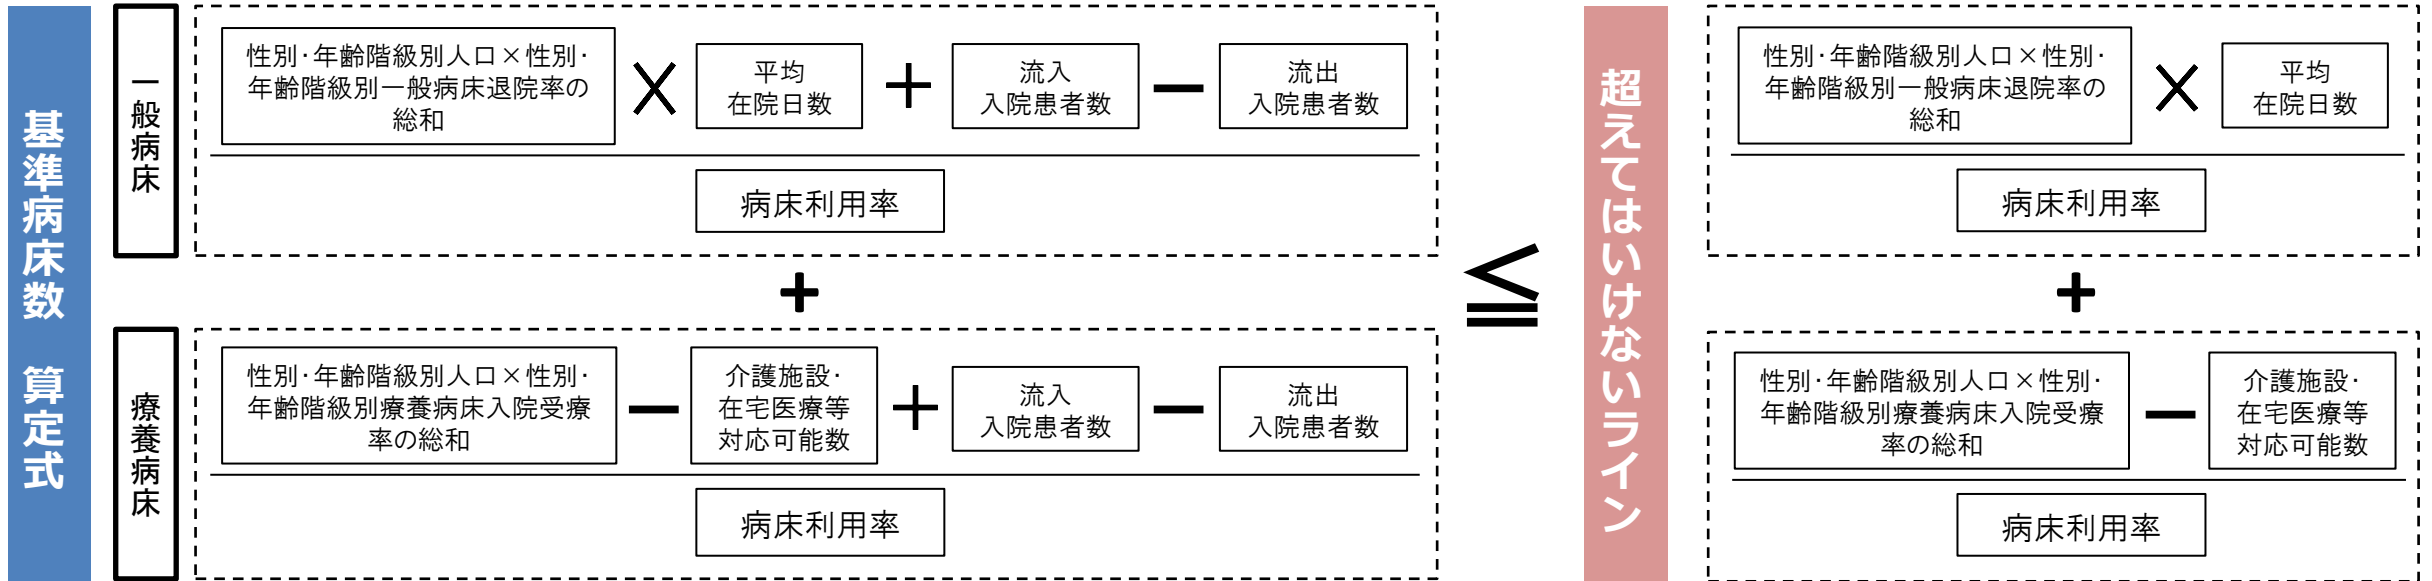 基準病床数 算定式
一般病床
性別・年齢階級別人口×性別・
年齢階級別一般病床退院率の
総和
×
平均
在院日数
+
流入
入院患者数
−
流出
入院患者数
病床利用率
+
療養病床
性別・年齢階級別人口×性別・
年齢階級別療養病床入院受療
率の総和
−
介護施設・
在宅医療等
対応可能数
+
流入
入院患者数
−
流出
入院患者数
病床利用率
≦
超えてはいけないライン
性別・年齢階級別人口×性別・
年齢階級別一般病床退院率の
総和
×
平均
在院日数
病床利用率
+
性別・年齢階級別人口×性別・
年齢階級別療養病床入院受療
率の総和
−
介護施設・
在宅医療等
対応可能数
病床利用率